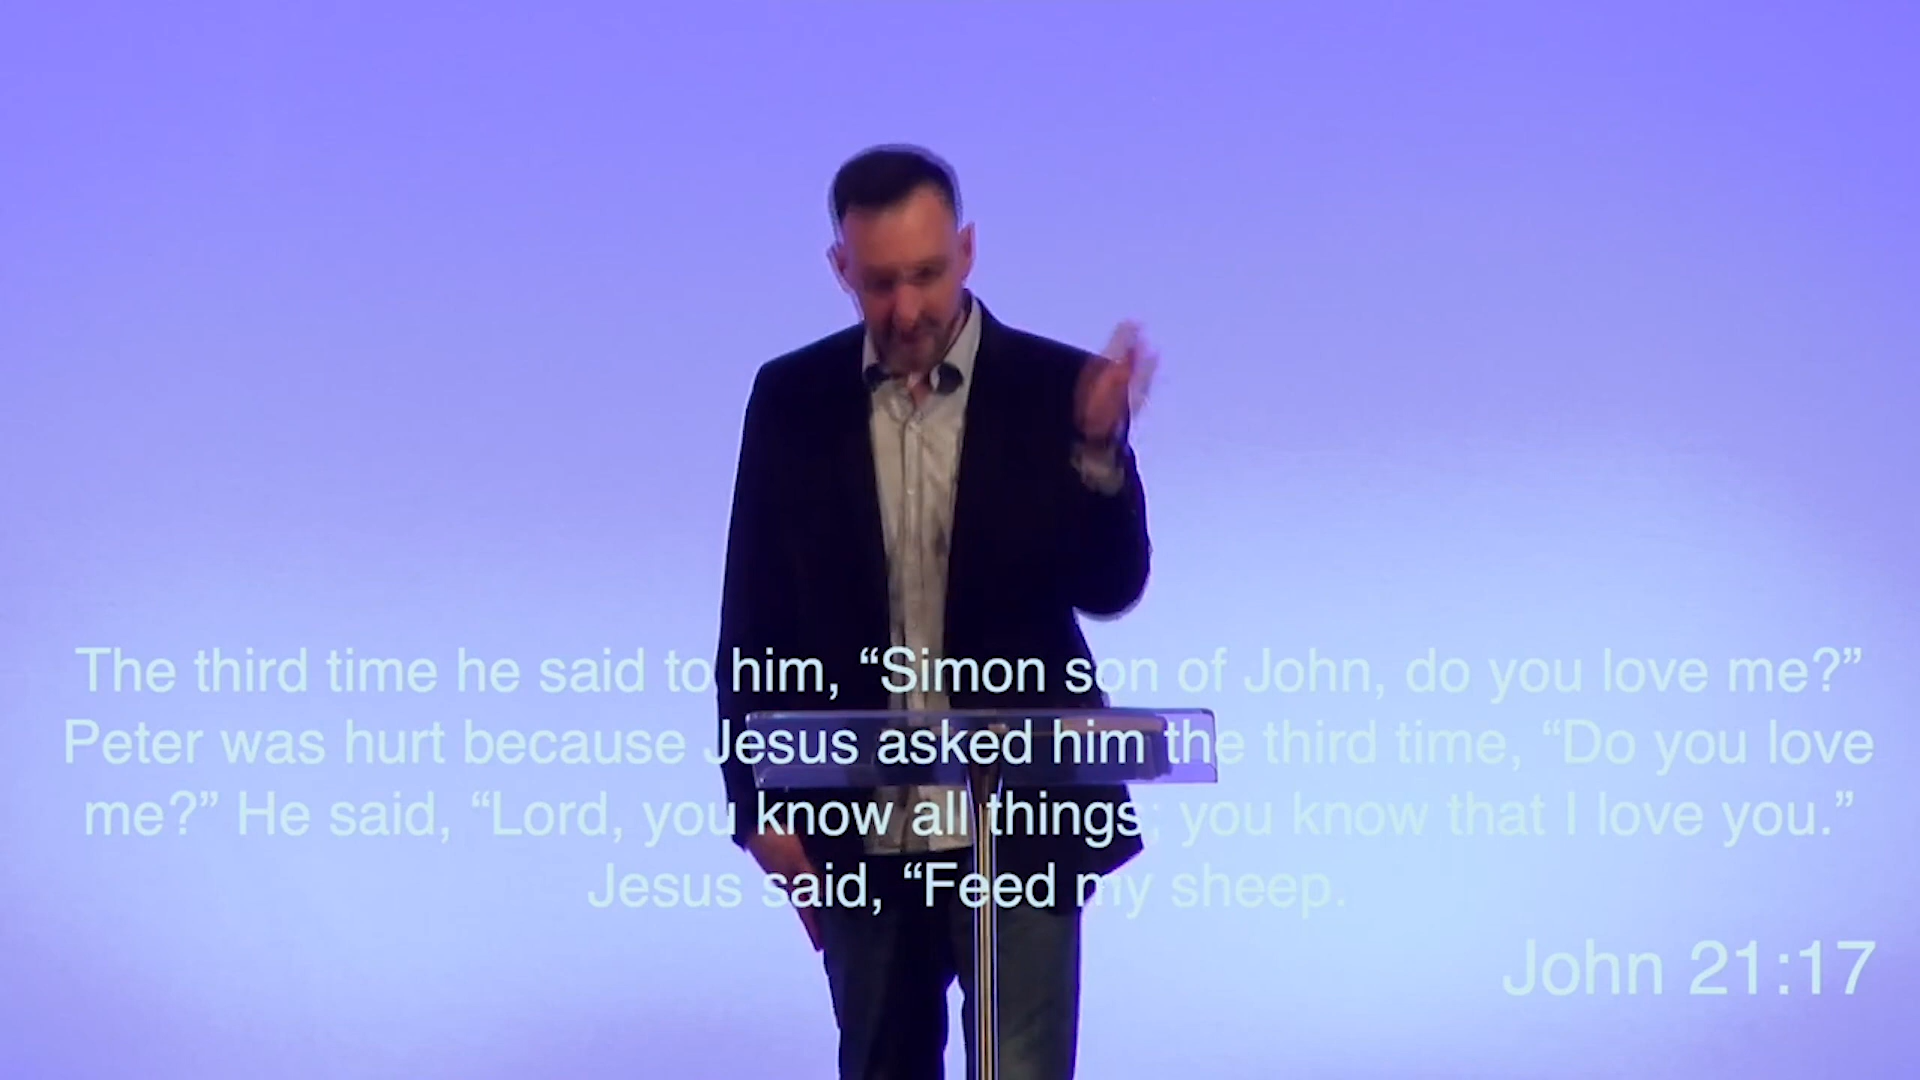 The third time he said to him, “Simon son of John, do you love me?”
Peter was hurt because Jesus asked him the third time, “Do you love
me?” He said, “Lord, you know all things; you know that I love you.”
Jesus said, “Feed my sheep.
John 21:17